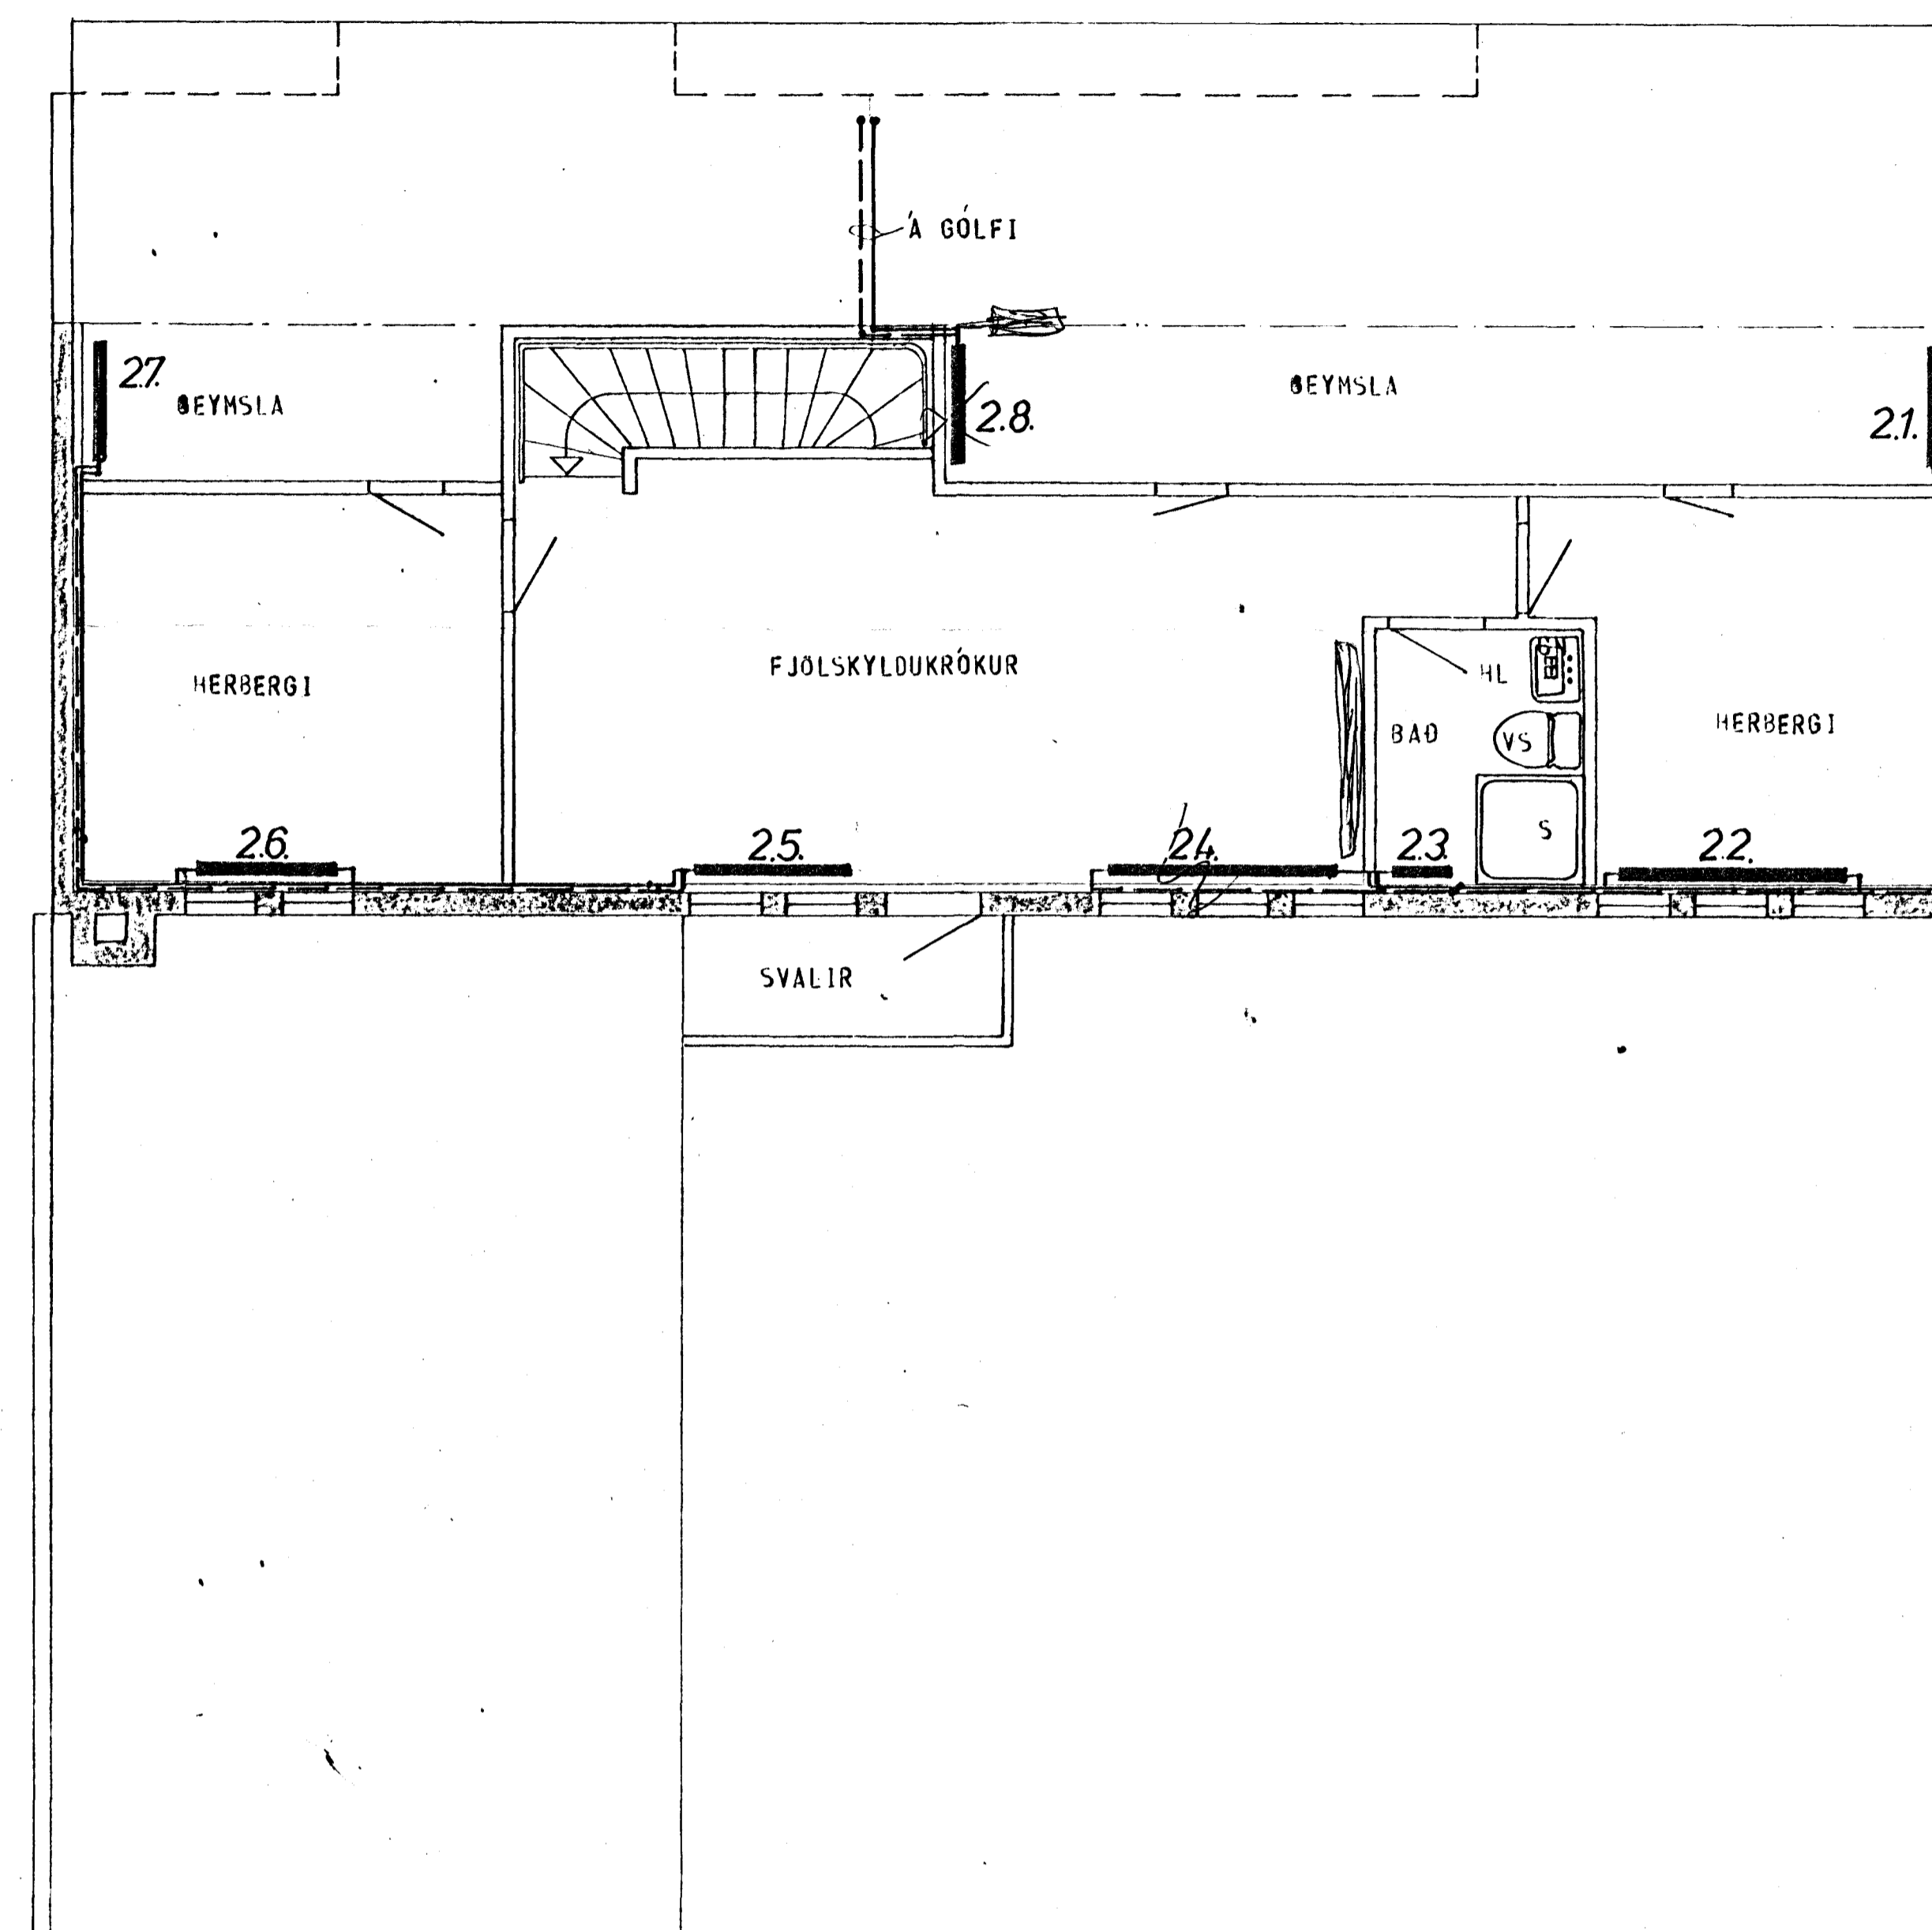 Á GÓLFI
2.7.
GEYMSLA
2.8.
GEYMSLA
2.1.
HERBERGI
FJÖLSKYLDUKRÓKUR
HL
BAÐ
VS
HERBERGI
S
2.6.
2.5.
2.4.
2.3.
2.2.
SVALIR